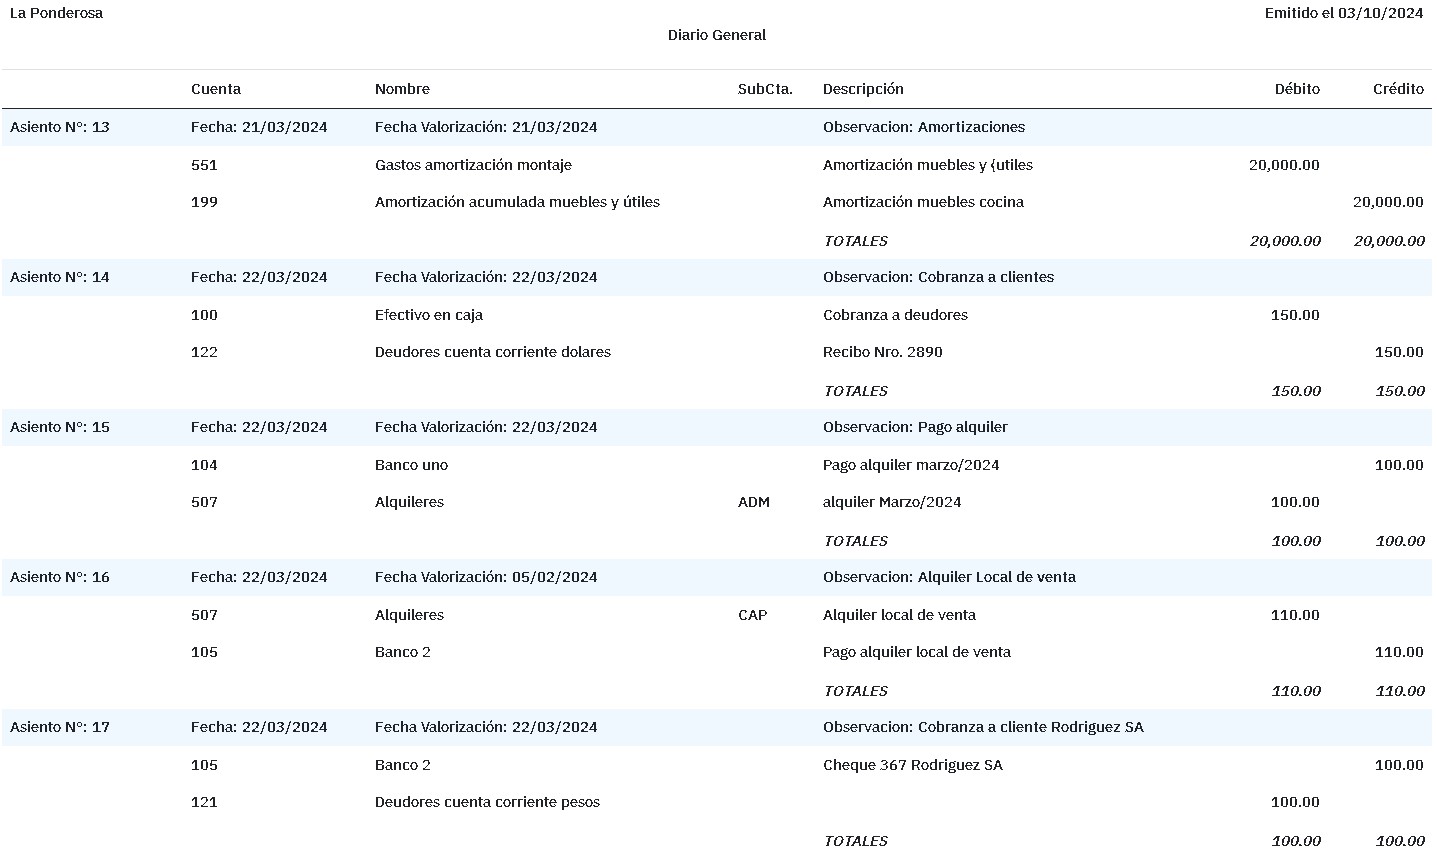 La Ponderosa Emitido el 03/10/2024
Diario General
Cuenta Nombre SubCta. Descripción Débito Crédito
Asiento N°: 13 Fecha: 21/03/2024 Fecha Valorización: 21/03/2024 Observacion: Amortizaciones
551 Gastos amortización montaje Amortización muebles y {utiles 20,000.00
199 Amortización acumulada muebles y útiles Amortización muebles cocina 20,000.00
TOTALES 20,000.00 20,000.00
Asiento N°: 14 Fecha: 22/03/2024 Fecha Valorización: 22/03/2024 Observacion: Cobranza a clientes
100 Efectivo en caja Cobranza a deudores 150.00
122 Deudores cuenta corriente dolares Recibo Nro. 2890 150.00
TOTALES 150.00 150.00
Asiento N°: 15 Fecha: 22/03/2024 Fecha Valorización: 22/03/2024 Observacion: Pago alquiler
104 Banco uno Pago alquiler marzo/2024 100.00
507 Alquileres ADM alquiler Marzo/2024 100.00
TOTALES 100.00 100.00
Asiento N°: 16 Fecha: 22/03/2024 Fecha Valorización: 05/02/2024 Observacion: Alquiler Local de venta
507 Alquileres CAP Alquiler local de venta 110.00
105 Banco 2 Pago alquiler local de venta 110.00
TOTALES 110.00 110.00
Asiento N°: 17 Fecha: 22/03/2024 Fecha Valorización: 22/03/2024 Observacion: Cobranza a cliente Rodriguez SA
105 Banco 2 Cheque 367 Rodriguez SA 100.00
121 Deudores cuenta corriente pesos 100.00
TOTALES 100.00 100.00